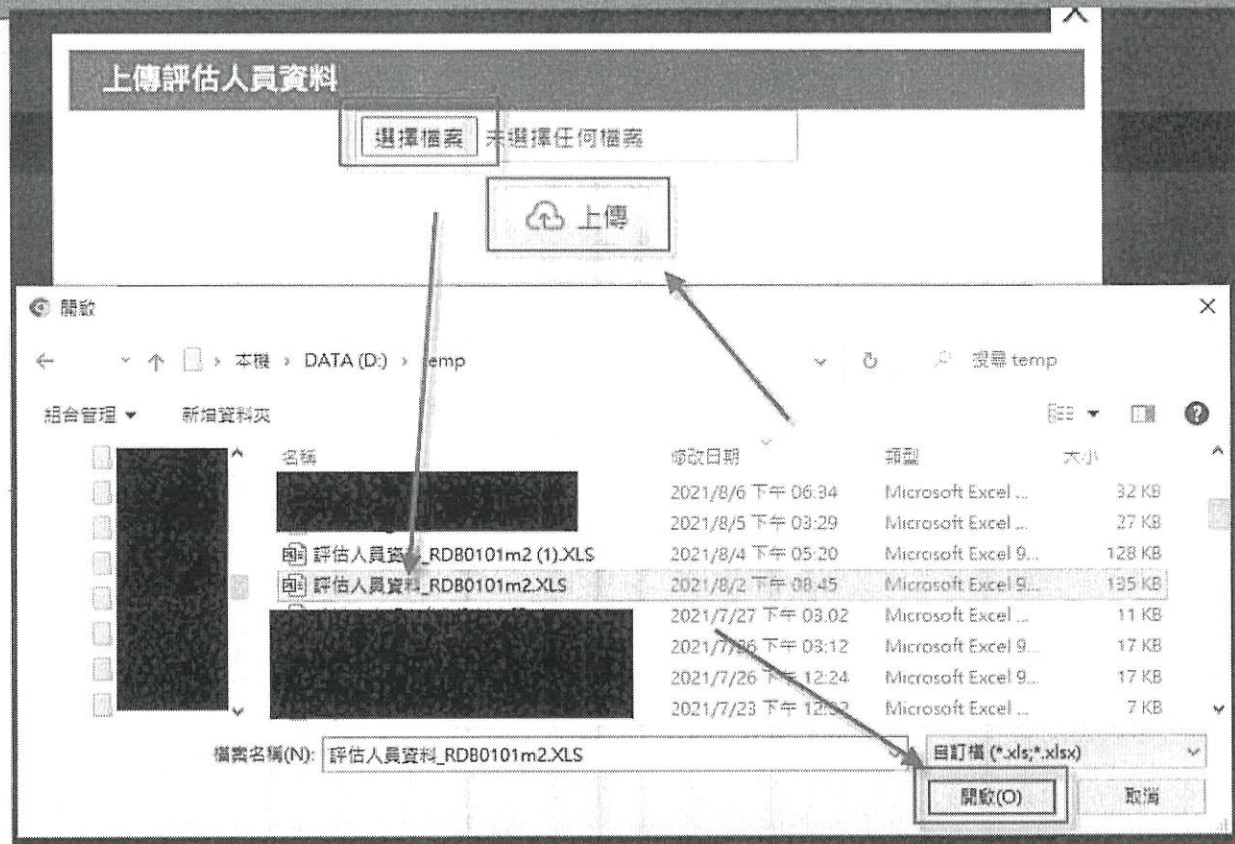 上傳評估人員資料
選擇檔案 未選擇任何檔案
上傳
開啟
本機 › DATA (D:) › temp
搜尋 temp
組合管理 新增資料夾
名稱 修改日期 類型 大小
2021/8/6 下午 06:34 Microsoft Excel ... 32 KB
2021/8/5 下午 03:29 Microsoft Excel ... 27 KB
評估人員資料_RDB0101m2 (1).XLS 2021/8/4 下午 05:20 Microsoft Excel 9... 128 KB
評估人員資料_RDB0101m2.XLS 2021/8/2 下午 08:45 Microsoft Excel 9... 135 KB
2021/7/27 下午 03:02 Microsoft Excel ... 11 KB
2021/7/26 下午 03:12 Microsoft Excel 9... 17 KB
2021/7/26 下午 12:24 Microsoft Excel 9... 17 KB
2021/7/23 下午 12:32 Microsoft Excel ... 7 KB
檔案名稱(N): 評估人員資料_RDB0101m2.XLS 自訂檔 (*.xls;*.xlsx)
開啟(O) 取消